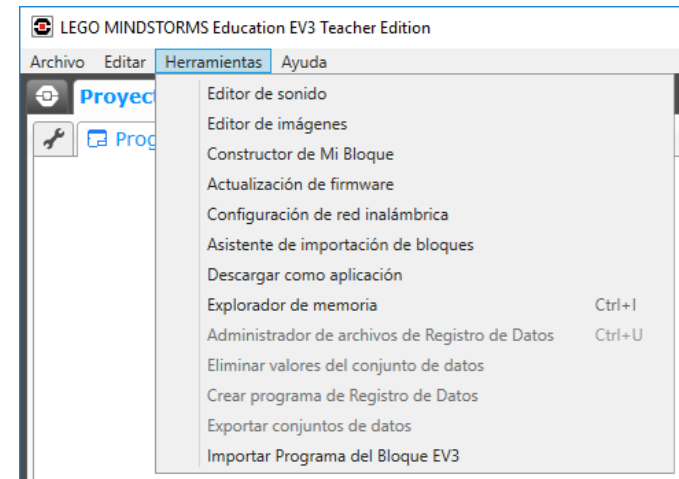 LEGO MINDSTORMS Education EV3 Teacher Edition
Archivo Editar Herramientas Ayuda
Proyec
Prog
Editor de sonido
Editor de imágenes
Constructor de Mi Bloque
Actualización de firmware
Configuración de red inalámbrica
Asistente de importación de bloques
Descargar como aplicación
Explorador de memoria Ctrl+I
Administrador de archivos de Registro de Datos Ctrl+U
Eliminar valores del conjunto de datos
Crear programa de Registro de Datos
Exportar conjuntos de datos
Importar Programa del Bloque EV3